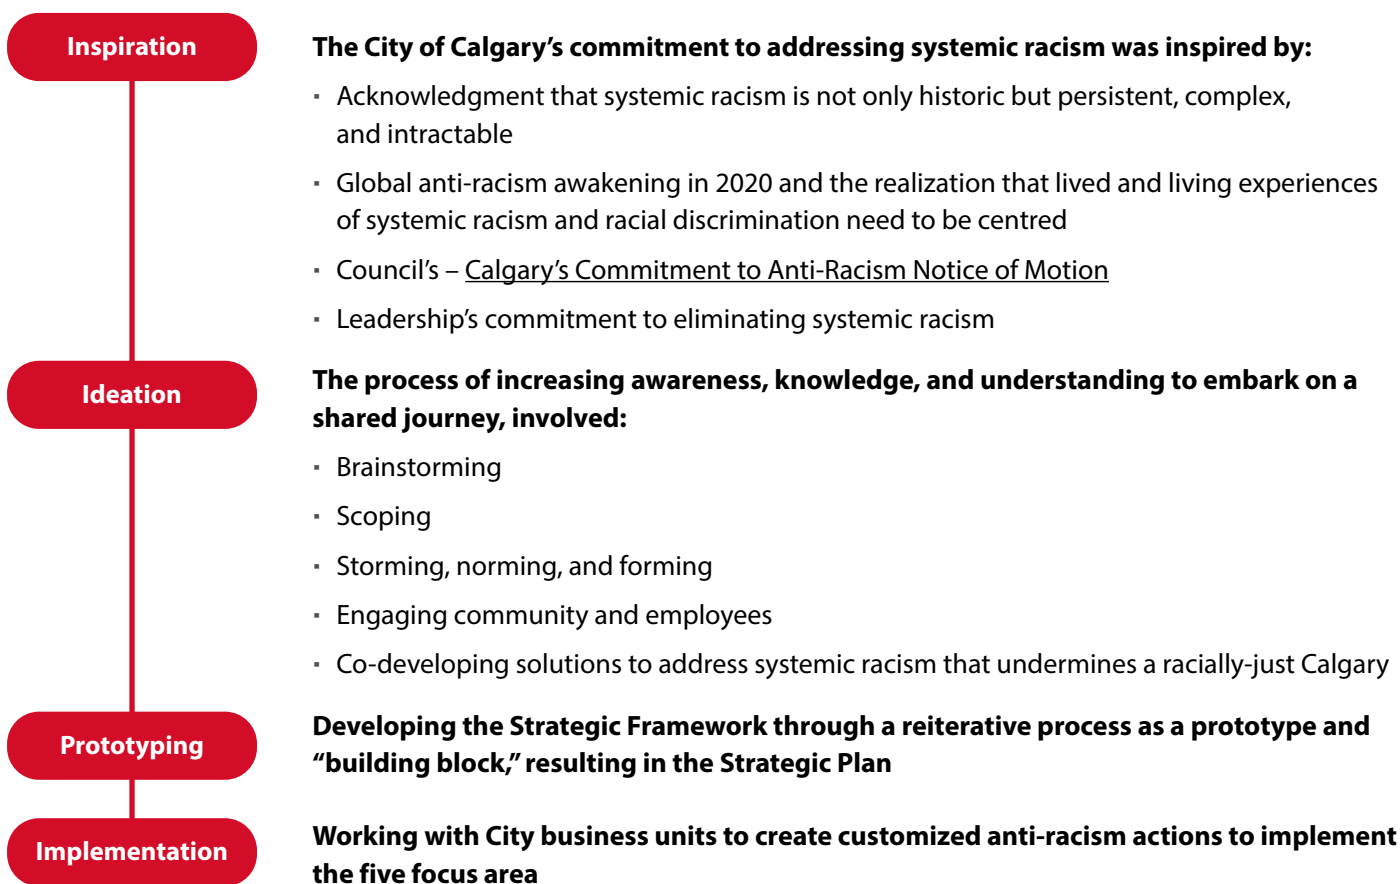 Inspiration
The City of Calgary’s commitment to addressing systemic racism was inspired by:
▪ Acknowledgment that systemic racism is not only historic but persistent, complex,
and intractable
▪ Global anti-racism awakening in 2020 and the realization that lived and living experiences
of systemic racism and racial discrimination need to be centred
▪ Council’s – Calgary’s Commitment to Anti-Racism Notice of Motion
▪ Leadership’s commitment to eliminating systemic racism
Ideation
The process of increasing awareness, knowledge, and understanding to embark on a
shared journey, involved:
▪ Brainstorming
▪ Scoping
▪ Storming, norming, and forming
▪ Engaging community and employees
▪ Co-developing solutions to address systemic racism that undermines a racially-just Calgary
Prototyping
Developing the Strategic Framework through a reiterative process as a prototype and
“building block,” resulting in the Strategic Plan
Implementation
Working with City business units to create customized anti-racism actions to implement
the five focus area